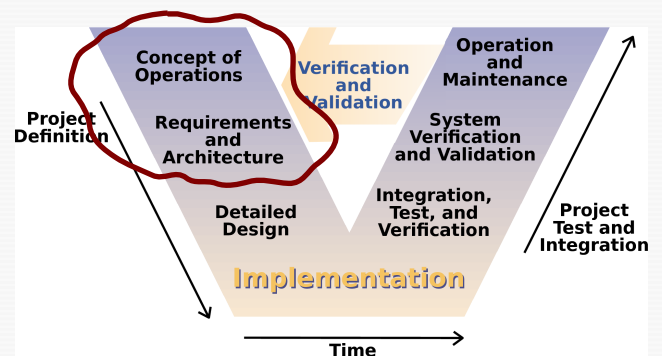 Concept of
Operations
Requirements
and
Architecture
Detailed
Design
Project
Definition
Verification
and
Validation
Operation
and
Maintenance
System
Verification
and Validation
Integration,
Test, and
Verification
Project
Test and
Integration
Implementation
Time